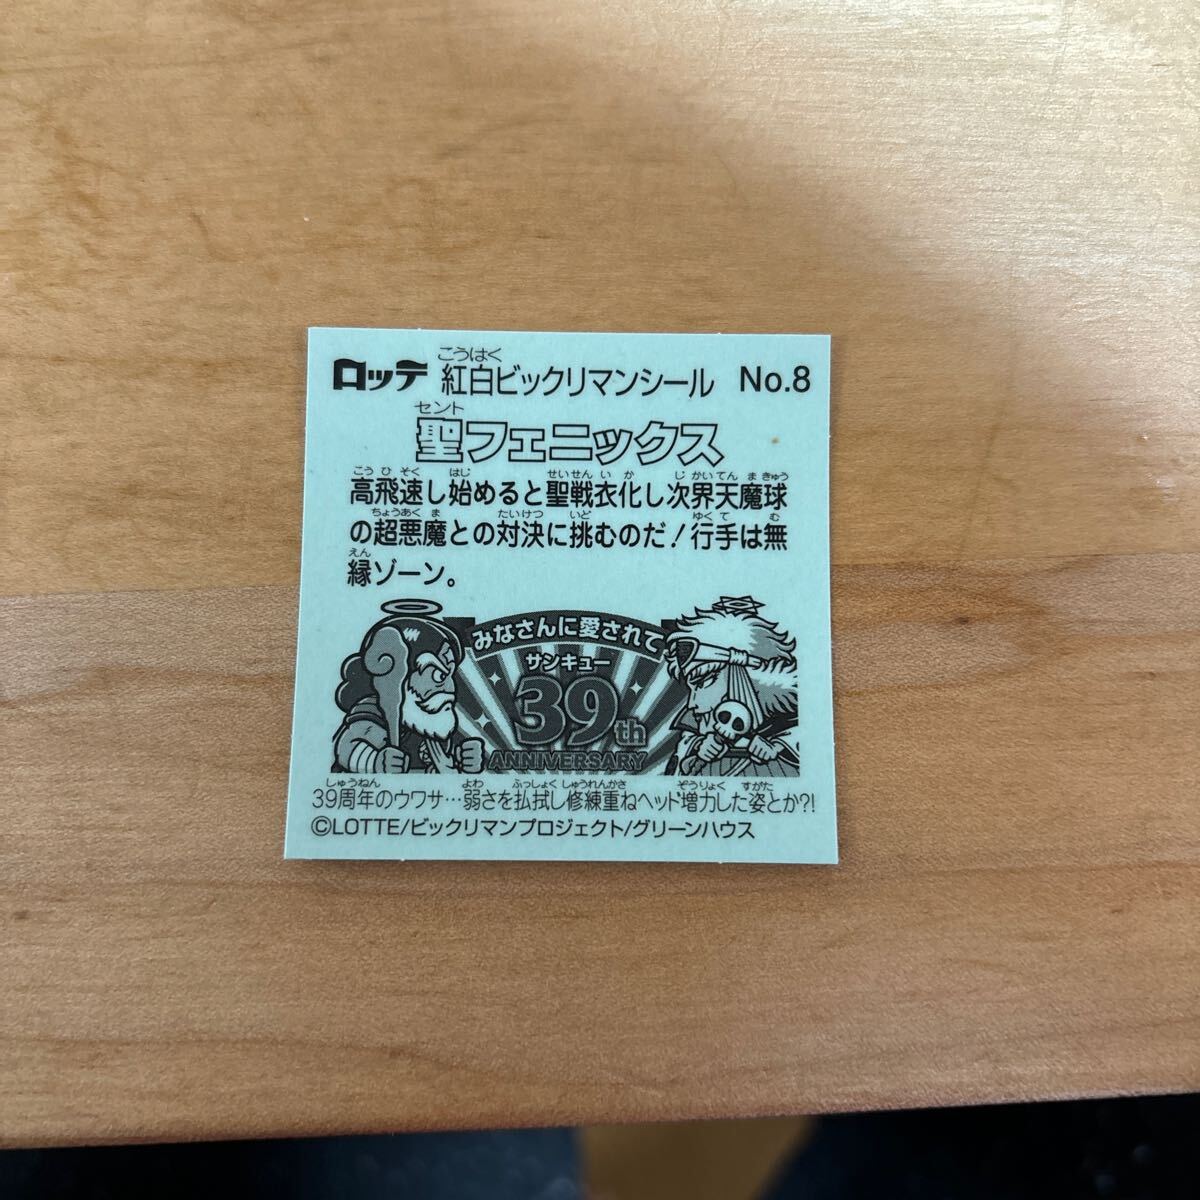 こうはく
ロッテ 紅白ビックリマンシール No.8
セント
聖フェニックス
こうひそく はじ せいせんいか じかいてんまきゅう
高飛速し始めると聖戦衣化し次界天魔球
ちょうあくま たいけつ いど ゆくて む
の超悪魔との対決に挑むのだ!行手は無
えん
縁ゾーン。
みなさんに愛されて
サンキュー
39th
ANNIVERSARY
しゅうねん よわ ふっしょく しゅうれんかさ ぞうりょく すがた
39周年のウワサ…弱さを払拭し修練重ねヘッド増力した姿とか?!
©LOTTE/ビックリマンプロジェクト/グリーンハウス